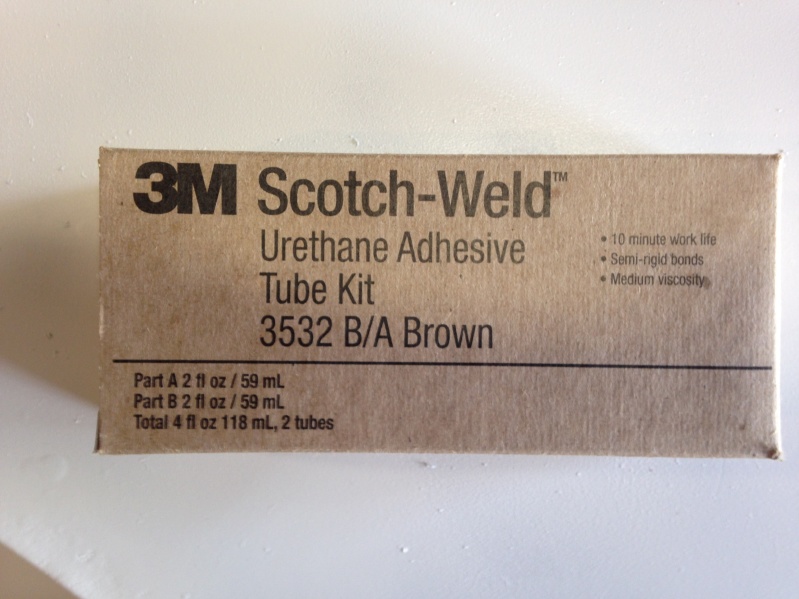 3M Scotch-Weld™
Urethane Adhesive
Tube Kit
3532 B/A Brown
• 10 minute work life
• Semi-rigid bonds
• Medium viscosity
Part A 2 fl oz / 59 mL
Part B 2 fl oz / 59 mL
Total 4 fl oz 118 mL, 2 tubes